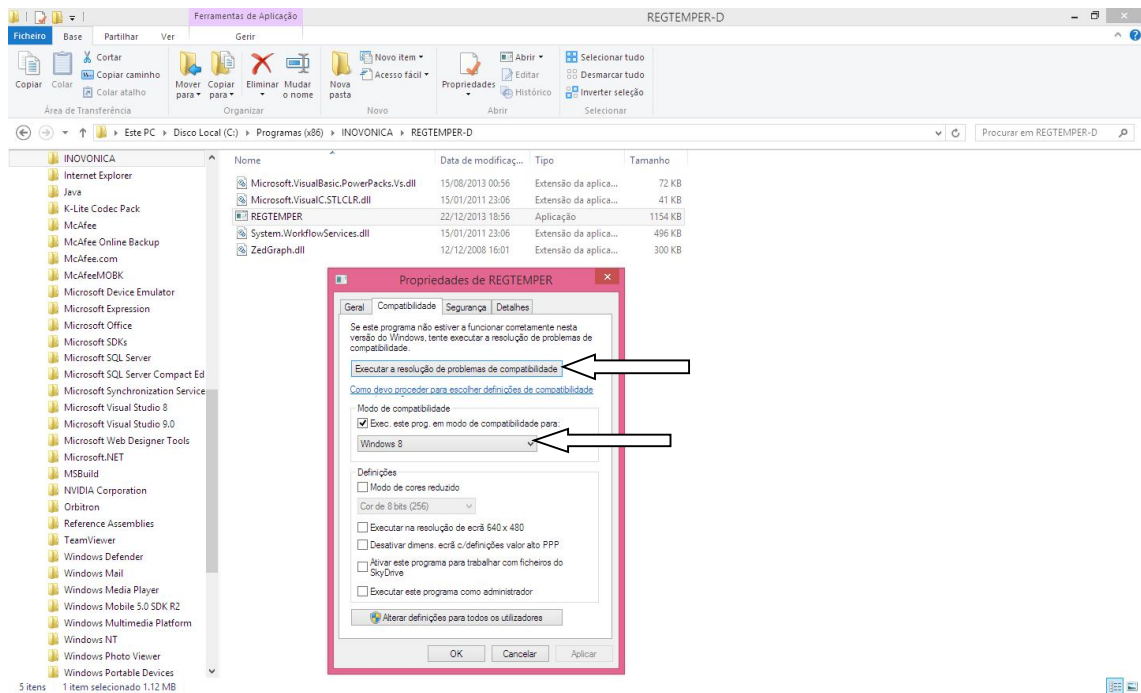 Ferramentas de Aplicação
REGTEMPER-D
Ficheiro Base Partilhar Ver Gerir
Copiar
Colar
Cortar
Copiar caminho
Colar atalho
Área de Transferência
Mover para
Copiar para
Eliminar
Mudar o nome
Organizar
Nova pasta
Novo item
Acesso fácil
Novo
Propriedades
Abrir
Editar
Histórico
Abrir
Selecionar tudo
Desmarcar tudo
Inverter seleção
Selecionar
Este PC Disco Local (C:) Programas (x86) INOVONICA REGTEMPER-D
Procurar em REGTEMPER-D
INOVONICA
Internet Explorer
Java
K-Lite Codec Pack
McAfee
McAfee Online Backup
McAfee.com
McAfeeMOBK
Microsoft Device Emulator
Microsoft Expression
Microsoft Office
Microsoft SDKs
Microsoft SQL Server
Microsoft SQL Server Compact Ed
Microsoft Synchronization Service
Microsoft Visual Studio 8
Microsoft Visual Studio 9.0
Microsoft Web Designer Tools
Microsoft.NET
MSBuild
NVIDIA Corporation
Orbitron
Reference Assemblies
TeamViewer
Windows Defender
Windows Mail
Windows Media Player
Windows Mobile 5.0 SDK R2
Windows Multimedia Platform
Windows NT
Windows Photo Viewer
Windows Portable Devices
Nome Data de modificaç... Tipo Tamanho
Microsoft.VisualBasic.PowerPacks.Vs.dll 15/08/2013 00:56 Extensão da aplica... 72 KB
Microsoft.VisualC.STLCLR.dll 15/01/2011 23:06 Extensão da aplica... 41 KB
REGTEMPER 22/12/2013 18:56 Aplicação 1154 KB
System.WorkflowServices.dll 15/01/2011 23:06 Extensão da aplica... 496 KB
ZedGraph.dll 12/12/2008 16:01 Extensão da aplica... 300 KB
Propriedades de REGTEMPER
Geral Compatibilidade Segurança Detalhes
Se este programa não estiver a funcionar corretamente nesta
versão do Windows, tente executar a resolução de problemas de
compatibilidade.
Executar a resolução de problemas de compatibilidade
Como devo proceder para escolher definições de compatibilidade
Modo de compatibilidade
Exec. este prog. em modo de compatibilidade para:
Windows 8
Definições
Modo de cores reduzido
Cor de 8 bits (256)
Executar na resolução de ecrã 640 x 480
Desativar dimens. ecrã c/definições valor alto PPP
Ativar este programa para trabalhar com ficheiros do
SkyDrive
Executar este programa como administrador
Alterar definições para todos os utilizadores
OK Cancelar Aplicar
5 itens 1 item selecionado 1.12 MB